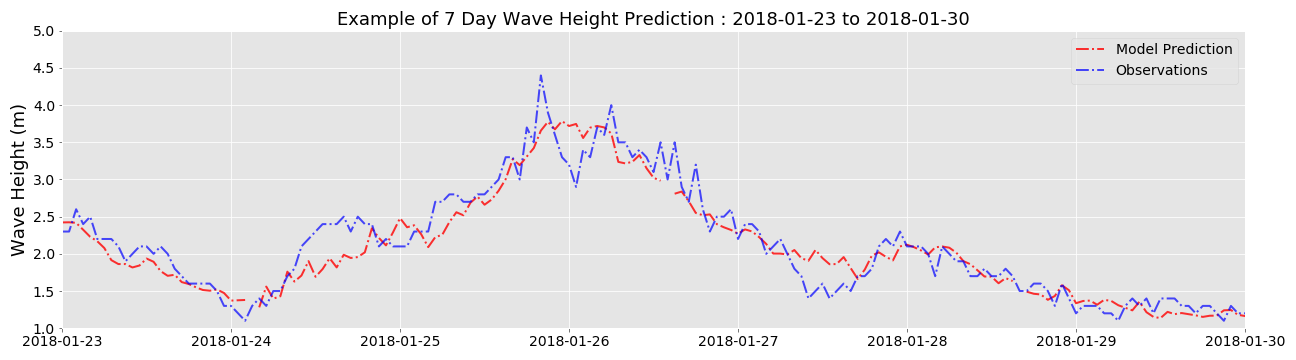 Example of 7 Day Wave Height Prediction : 2018-01-23 to 2018-01-30
Model Prediction
Observations
Wave Height (m)
5.0
4.5
4.0
3.5
3.0
2.5
2.0
1.5
1.0
2018-01-23 2018-01-24 2018-01-25 2018-01-26 2018-01-27 2018-01-28 2018-01-29 2018-01-30